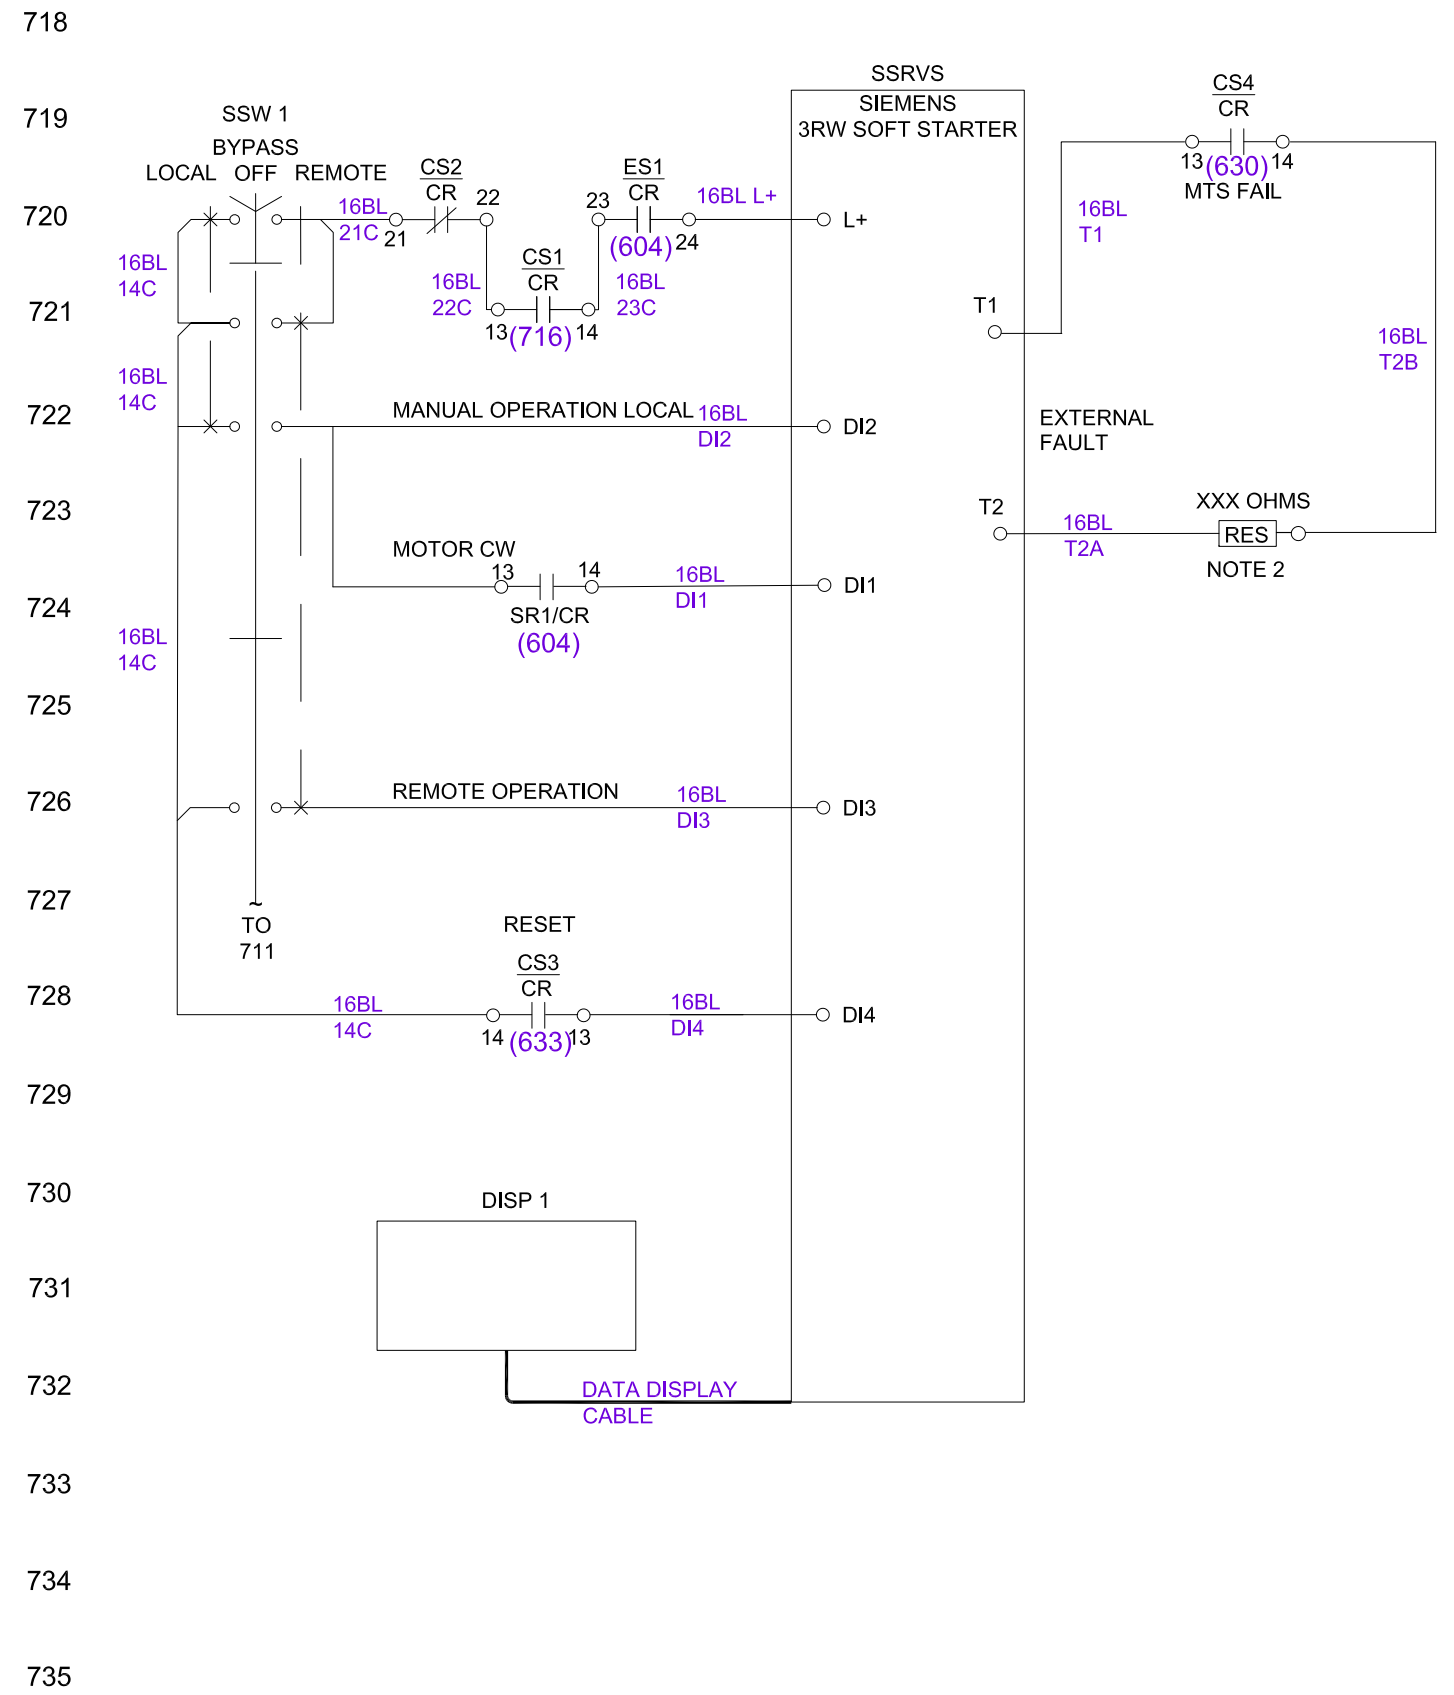 718
SSRVS
719
SSW 1
SIEMENS
3RW SOFT STARTER
CS4
CR
BYPASS
LOCAL OFF REMOTE
13 (630) 14
MTS FAIL
720
16BL
21C
21
CS2
CR
22
23
ES1
CR
(604) 24
16BL L+
L+
16BL
T1
16BL
14C
16BL
22C
CS1
CR
16BL
23C
721
13 (716) 14
T1
16BL
T2B
16BL
14C
722
MANUAL OPERATION LOCAL
16BL
DI2
DI2
EXTERNAL
FAULT
723
T2
16BL
T2A
XXX OHMS
RES
NOTE 2
MOTOR CW
13
14
16BL
DI1
DI1
724
SR1/CR
(604)
16BL
14C
725
726
REMOTE OPERATION
16BL
DI3
DI3
727
~
TO
711
RESET
728
CS3
CR
16BL
14C
14 (633) 13
16BL
DI4
DI4
729
730
DISP 1
731
732
DATA DISPLAY
CABLE
733
734
735